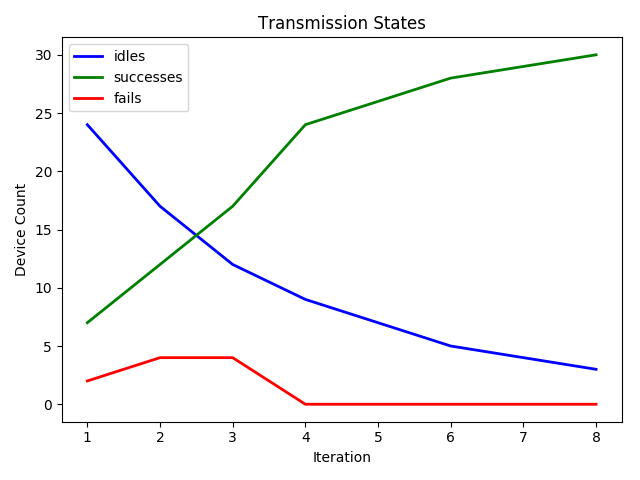 Transmission States
idles
successes
fails
Device Count
30
25
20
15
10
5
0
1 2 3 4 5 6 7 8
Iteration